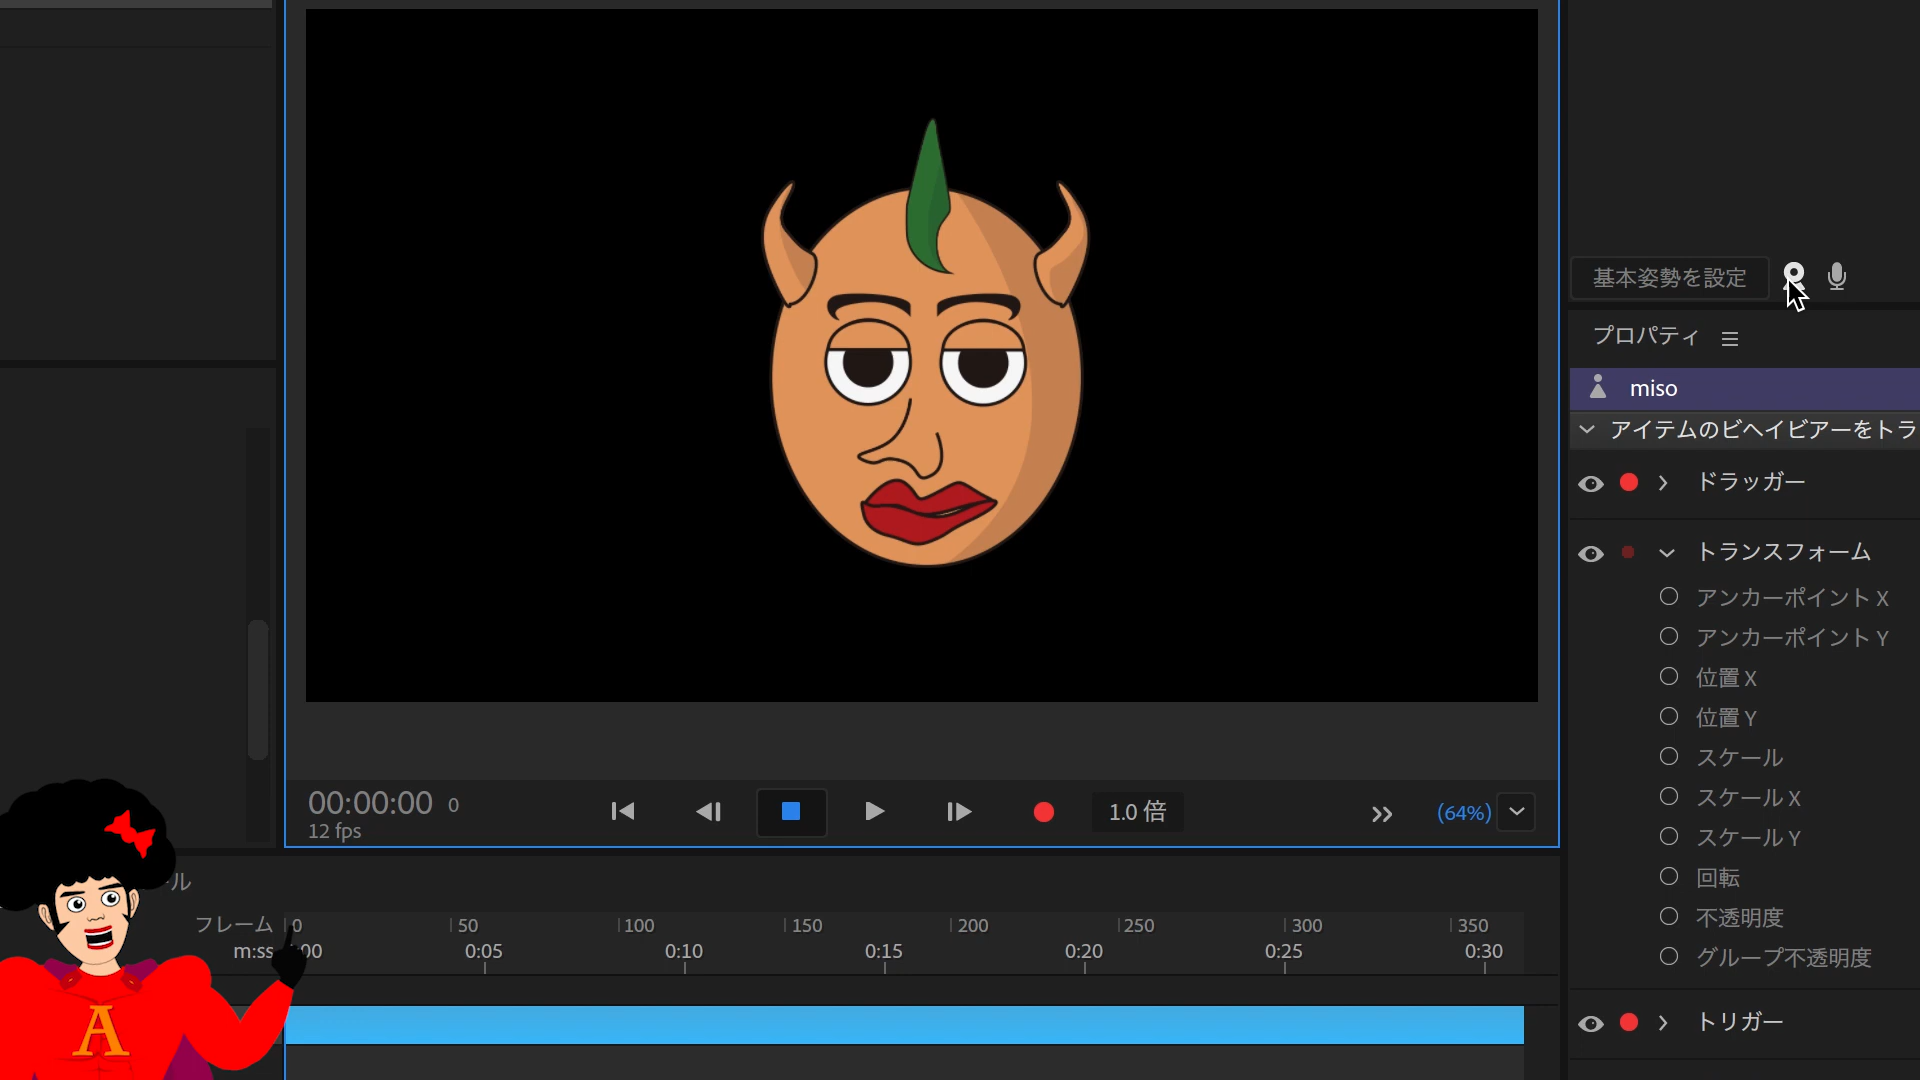 基本姿勢を設定
プロパティ
miso
アイテムのビヘイビアーをトラ
ドラッガー
トランスフォーム
アンカーポイント X
アンカーポイント Y
位置 X
位置 Y
スケール
スケール X
スケール Y
回転
不透明度
グループ不透明度
トリガー
00:00:00 0
12 fps
1.0 倍
(64%)
ル
フレーム 0 50 100 150 200 250 300 350
m:ss 00 0:05 0:10 0:15 0:20 0:25 0:30
A